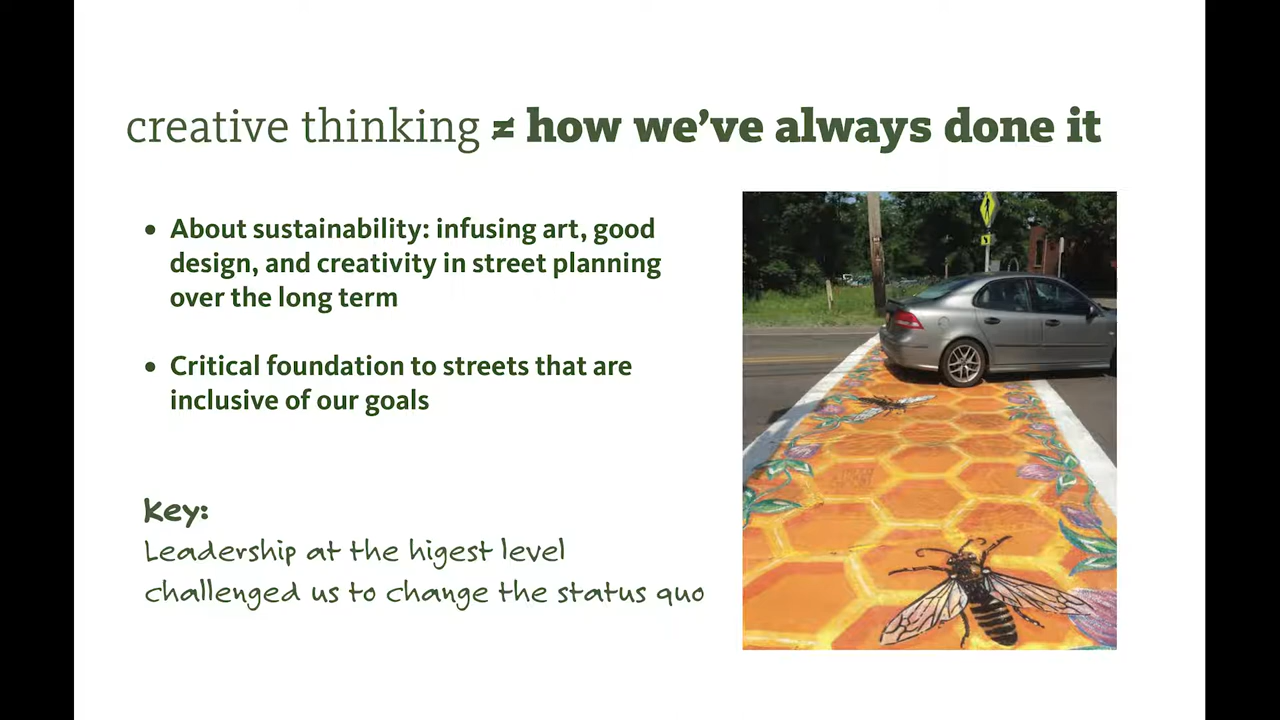 creative thinking ≠ how we’ve always done it
• About sustainability: infusing art, good
design, and creativity in street planning
over the long term
• Critical foundation to streets that are
inclusive of our goals
Key:
Leadership at the higest level
challenged us to change the status quo